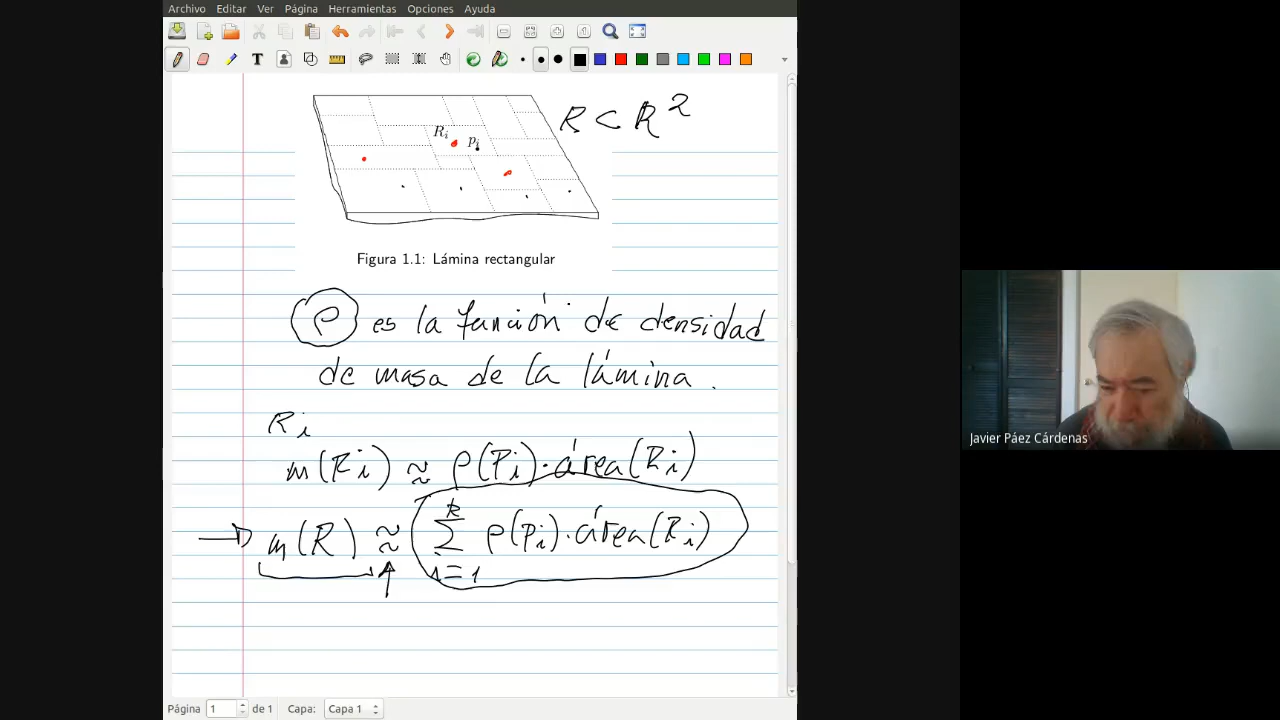 Archivo Editar Ver Página Herramientas Opciones Ayuda
R ⊂ R²
R_i
p_i
Figura 1.1: Lámina rectangular
ρ es la función de densidad
de masa de la lámina.
R_i
m(R_i) ≈ ρ(P_i)·área(R_i)
→ m(R) ≈ ∑_{i=1}^{k} ρ(p_i)·área(R_i)
Javier Páez Cárdenas
Página 1 de 1 Capa: Capa 1